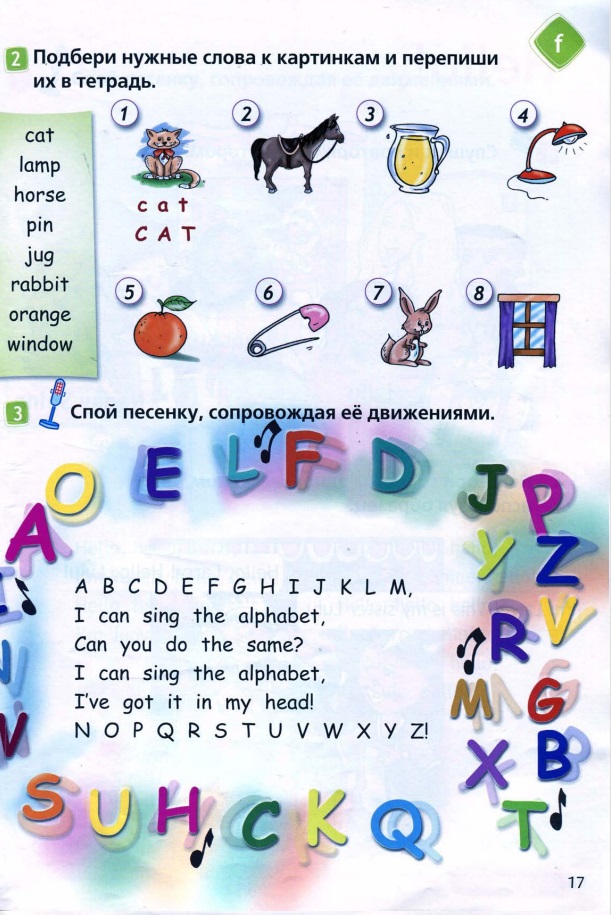 f
2 Подбери нужные слова к картинкам и перепиши
их в тетрадь.
cat
lamp
horse
pin
jug
rabbit
orange
window
1
c a t
C A T
2
3
4
5
6
7
8
3 Спой песенку, сопровождая её движениями.
O E L F D J P
A
Y Z
I
A B C D E F G H I J K L M,
I can sing the alphabet,
Can you do the same?
I can sing the alphabet,
I've got it in my head!
N O P Q R S T U V W X Y Z!
V
R
M G
X B
S U H C K Q T
17